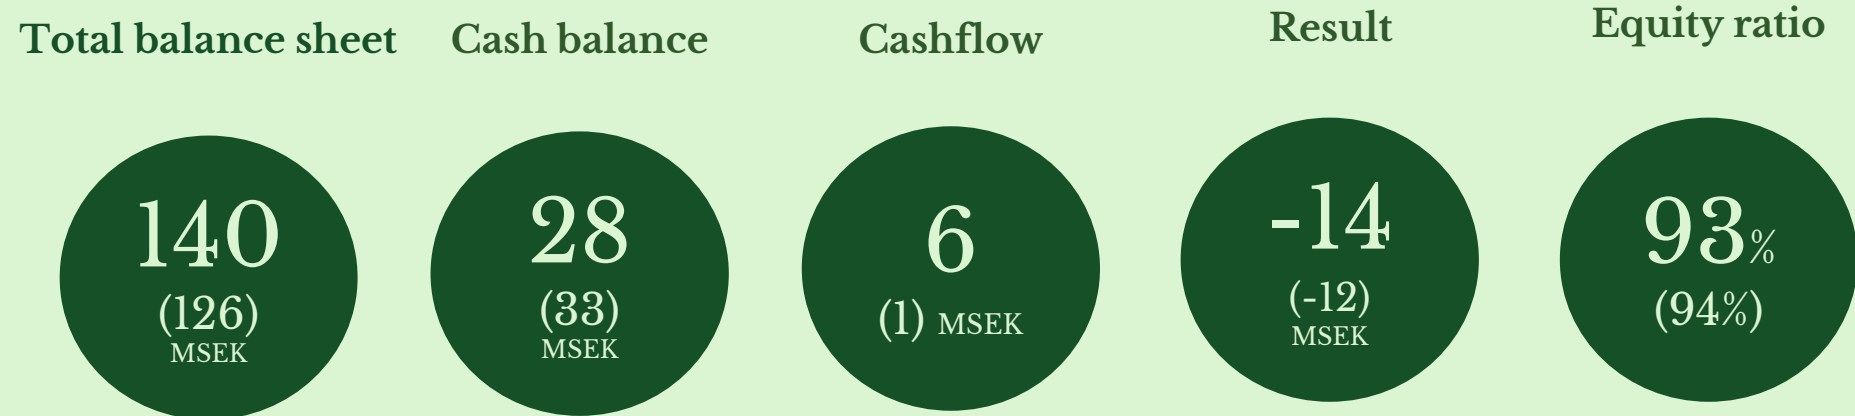 Total balance sheet
140
(126)
MSEK
Cash balance
28
(33)
MSEK
Cashflow
6
(1) MSEK
Result
-14
(-12)
MSEK
Equity ratio
93%
(94%)